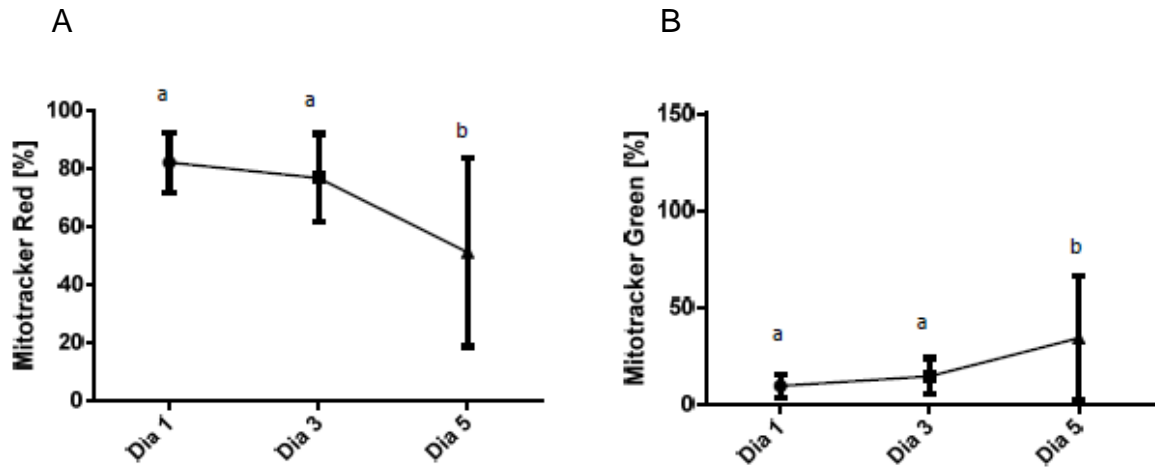 A
B
Mitotracker Red [%]
100
80
60
40
20
0
a
a
b
Dia 1
Dia 3
Dia 5
Mitotracker Green [%]
150
100
50
0
a
a
b
Dia 1
Dia 3
Dia 5